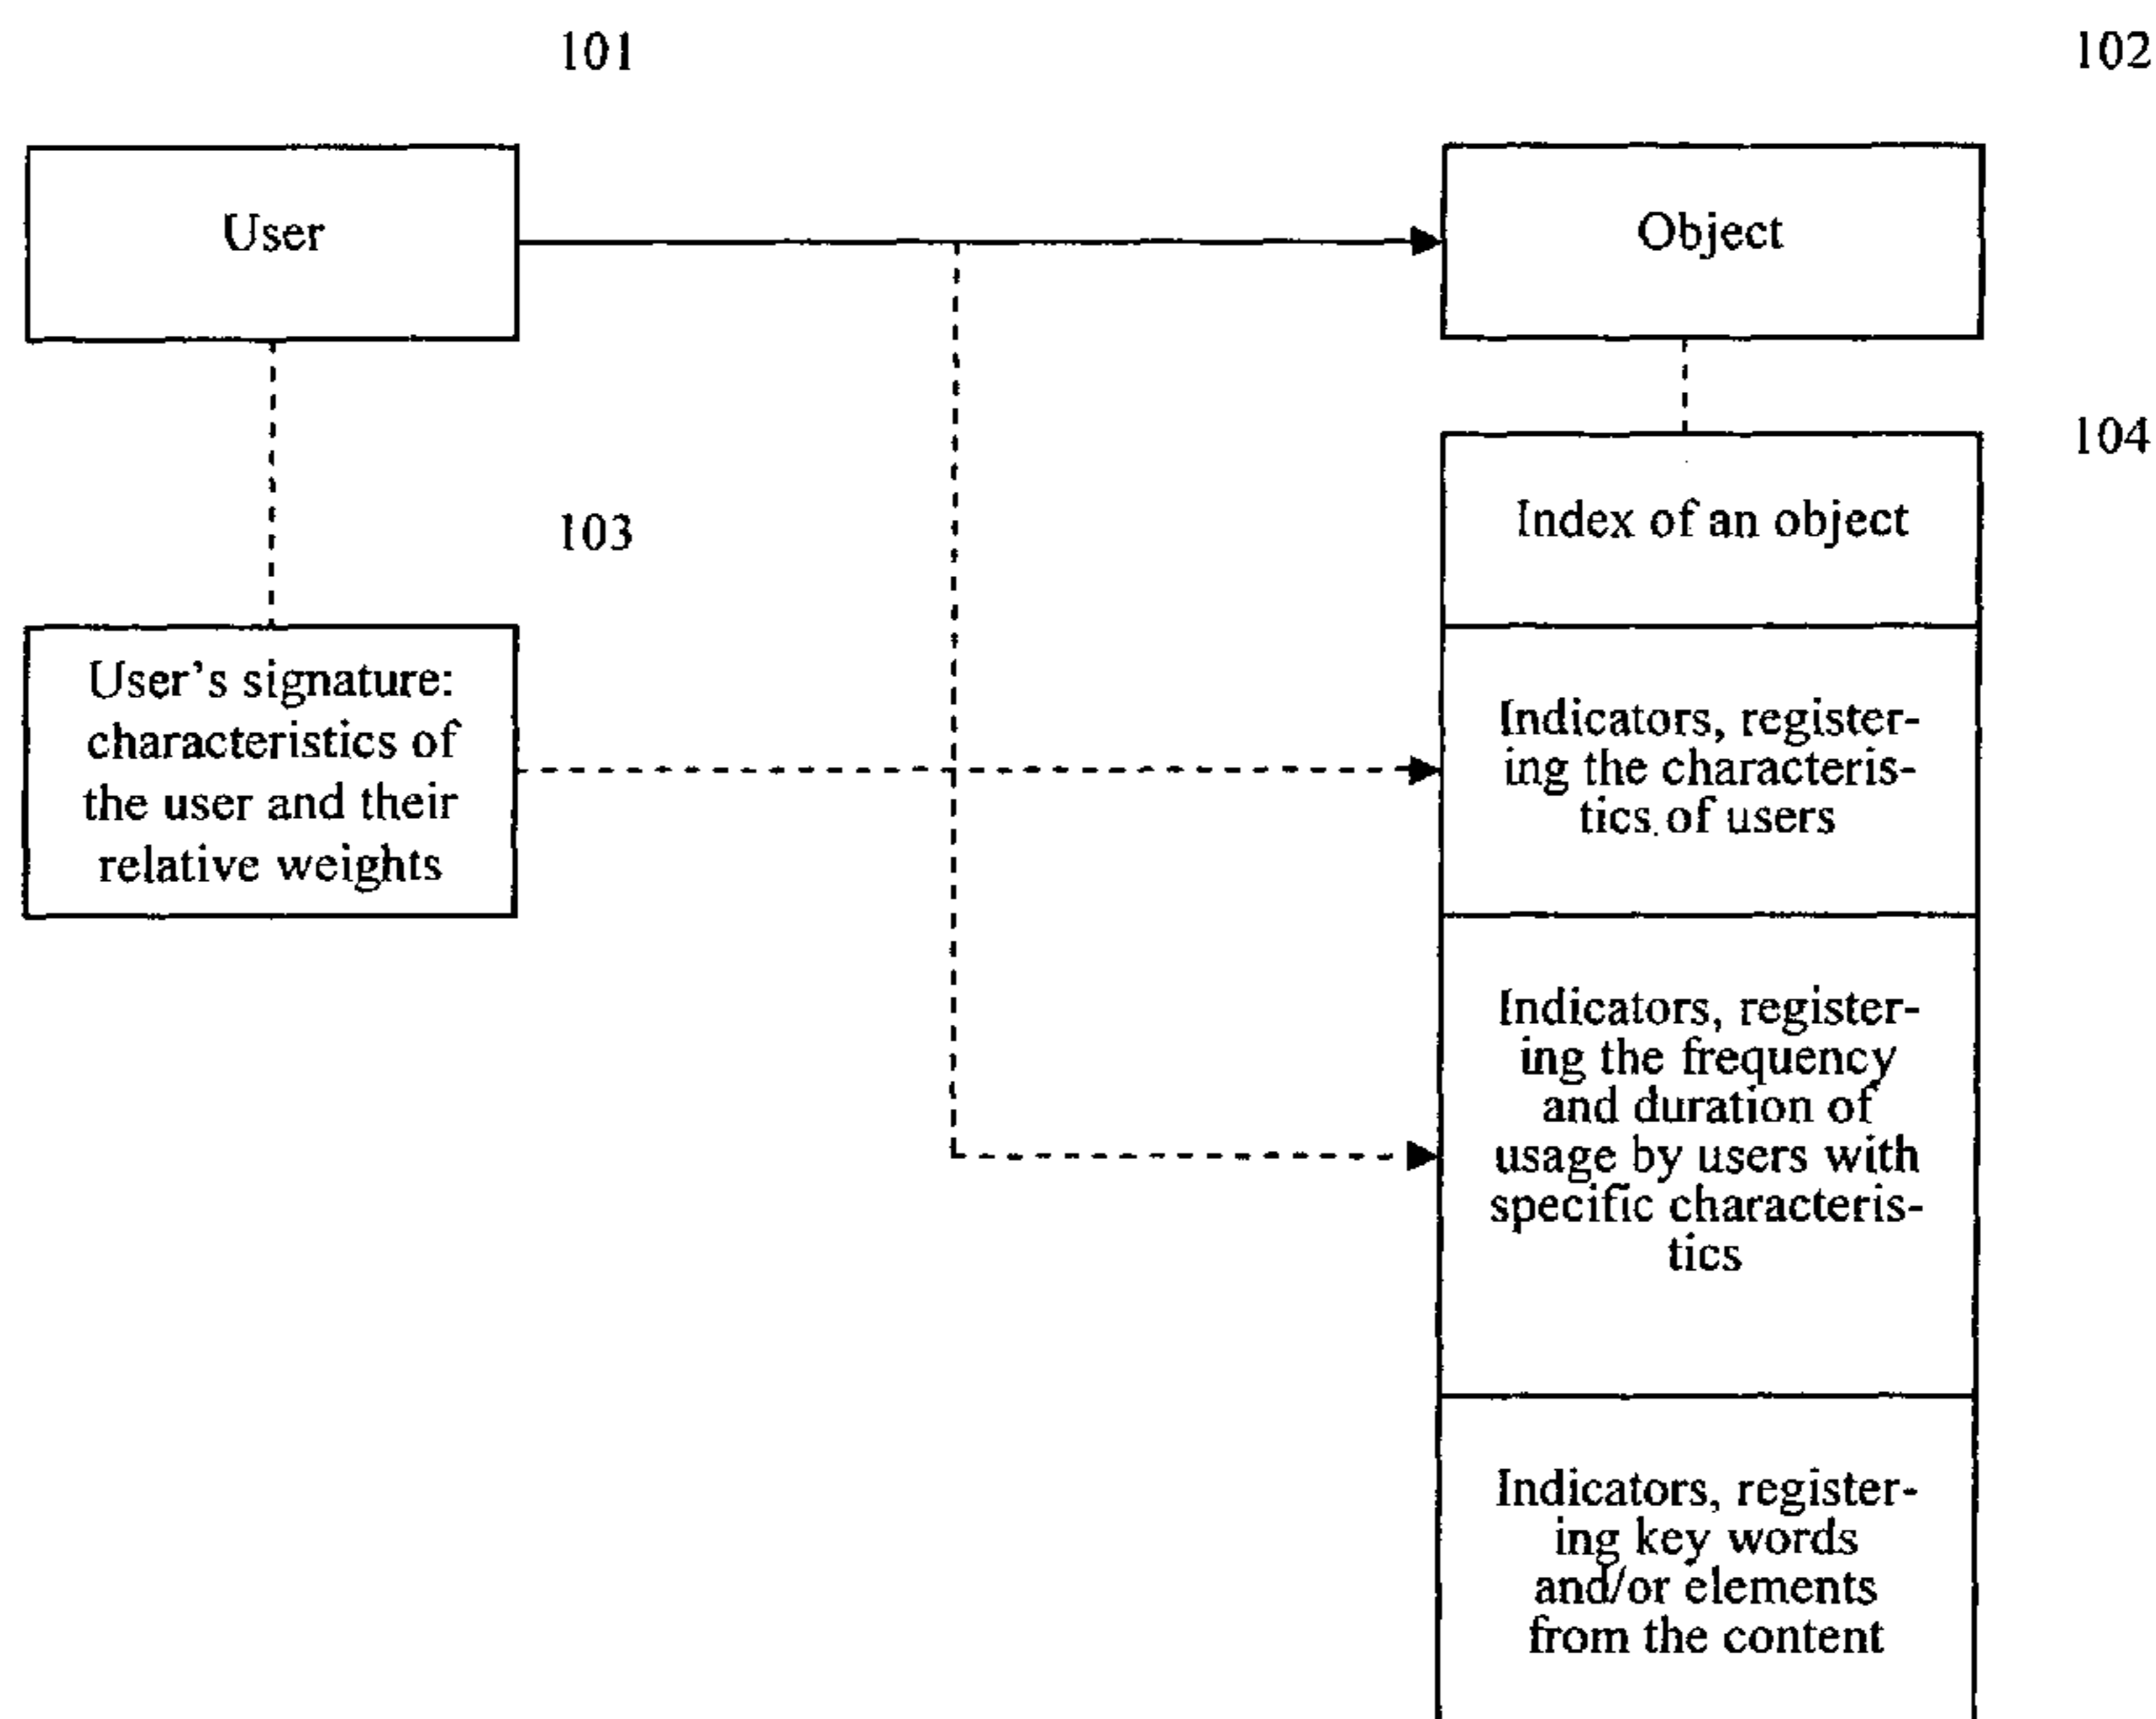 101
102
User
Object
104
Index of an object
103
User's signature:
characteristics of
the user and their
relative weights
Indicators, register-
ing the characteris-
tics of users
Indicators, register-
ing the frequency
and duration of
usage by users with
specific characteris-
tics
Indicators, register-
ing key words
and/or elements
from the content